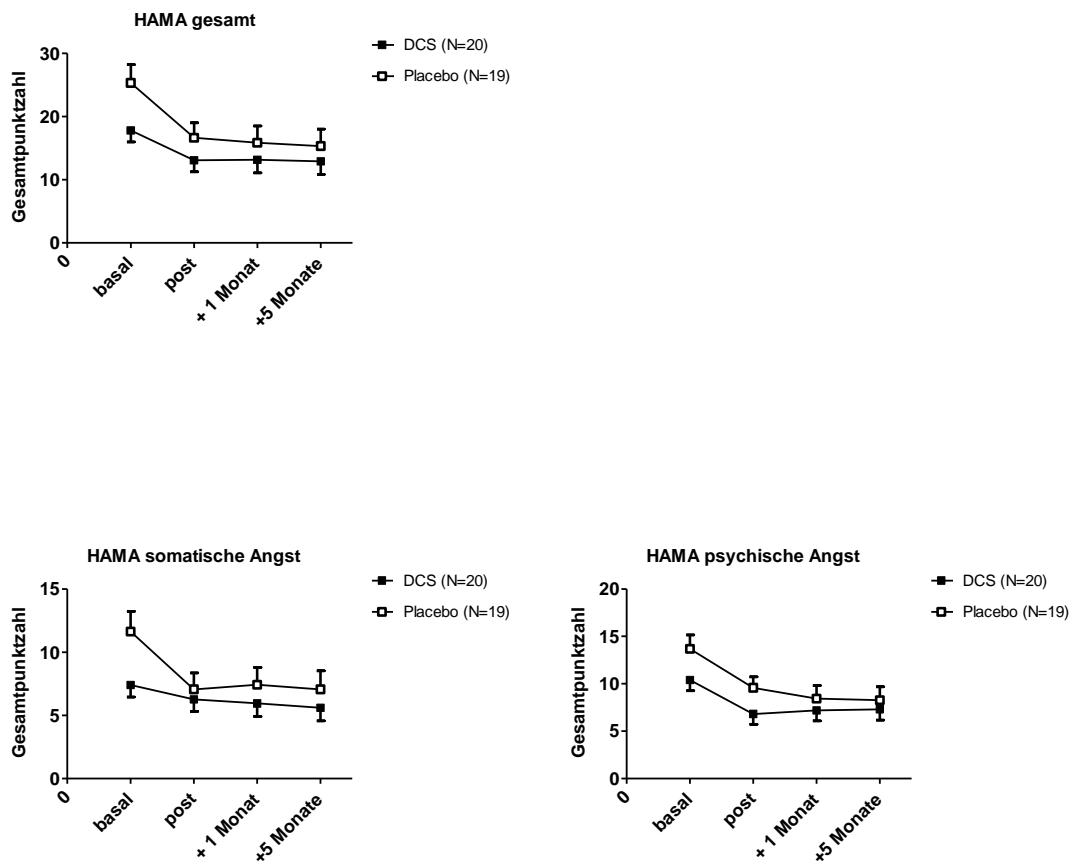 HAMA gesamt
DCS (N=20)
Placebo (N=19)
Gesamtpunktzahl
30
20
10
0
0
basal
post
+ 1 Monat
+5 Monate
HAMA somatische Angst
DCS (N=20)
Placebo (N=19)
Gesamtpunktzahl
15
10
5
0
0
basal
post
+ 1 Monat
+5 Monate
HAMA psychische Angst
DCS (N=20)
Placebo (N=19)
Gesamtpunktzahl
20
15
10
5
0
0
basal
post
+ 1 Monat
+5 Monate